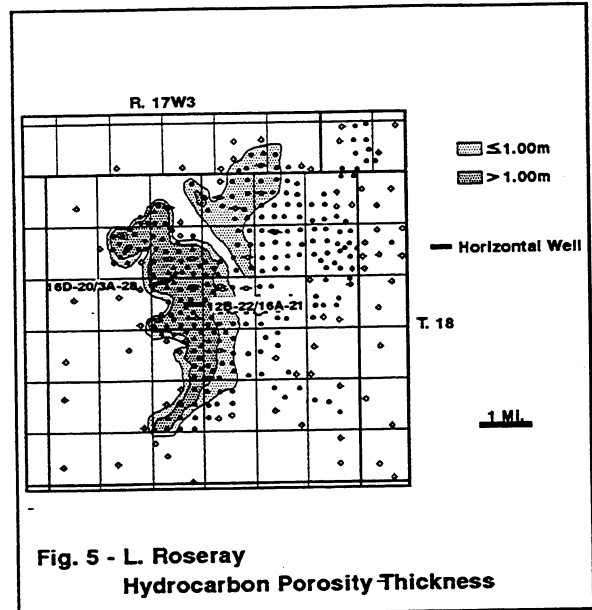 R. 17W3
≤1.00m
>1.00m
Horizontal Well
16D-20/3A-28
12B-22/16A-21
T. 18
1 MI.
Fig. 5 - L. Roseray
Hydrocarbon Porosity-Thickness